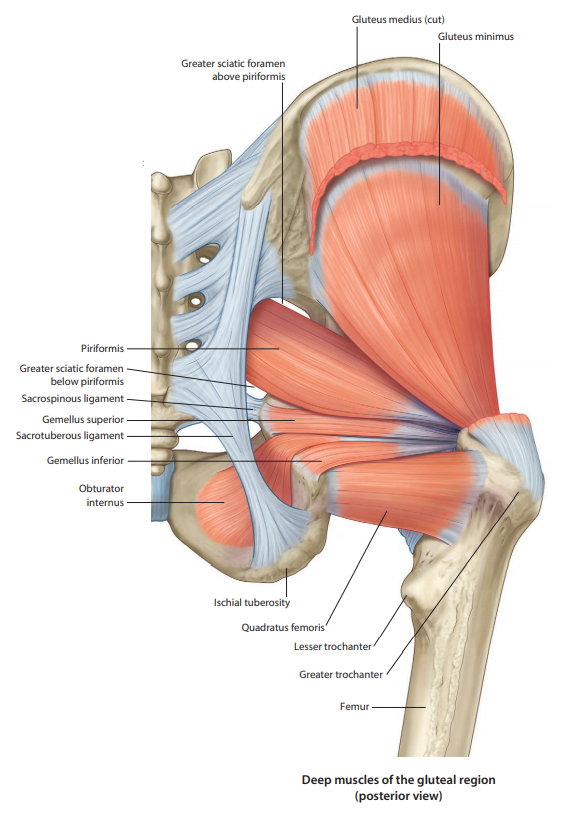 Gluteus medius (cut)
Gluteus minimus
Greater sciatic foramen
above piriformis
Piriformis
Greater sciatic foramen
below piriformis
Sacrospinous ligament
Gemellus superior
Sacrotuberous ligament
Gemellus inferior
Obturator
internus
Ischial tuberosity
Quadratus femoris
Lesser trochanter
Greater trochanter
Femur
Deep muscles of the gluteal region
(posterior view)